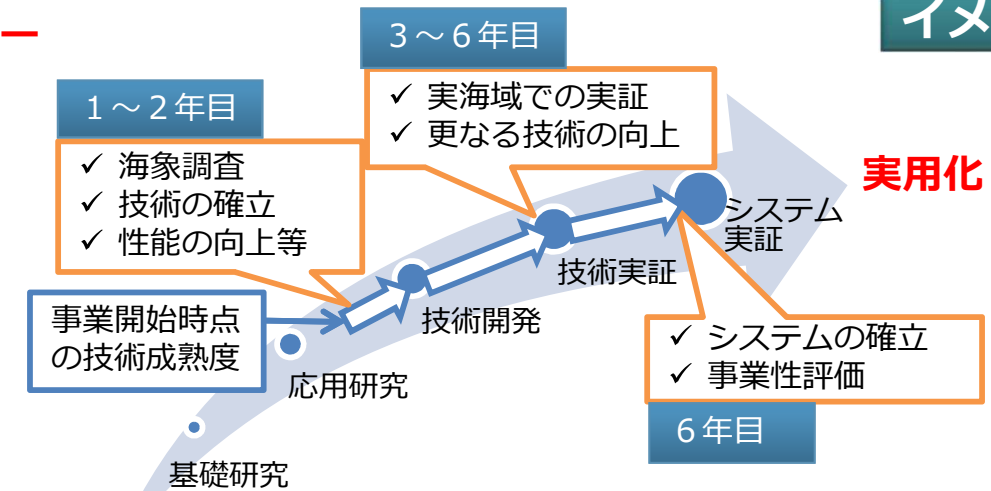 イメ
3~6年目
✓ 実海域での実証
✓ 更なる技術の向上
1~2年目
✓ 海象調査
✓ 技術の確立
✓ 性能の向上等
実用化
システム
実証
技術実証
技術開発
事業開始時点
の技術成熟度
応用研究
基礎研究
✓ システムの確立
✓ 事業性評価
6年目